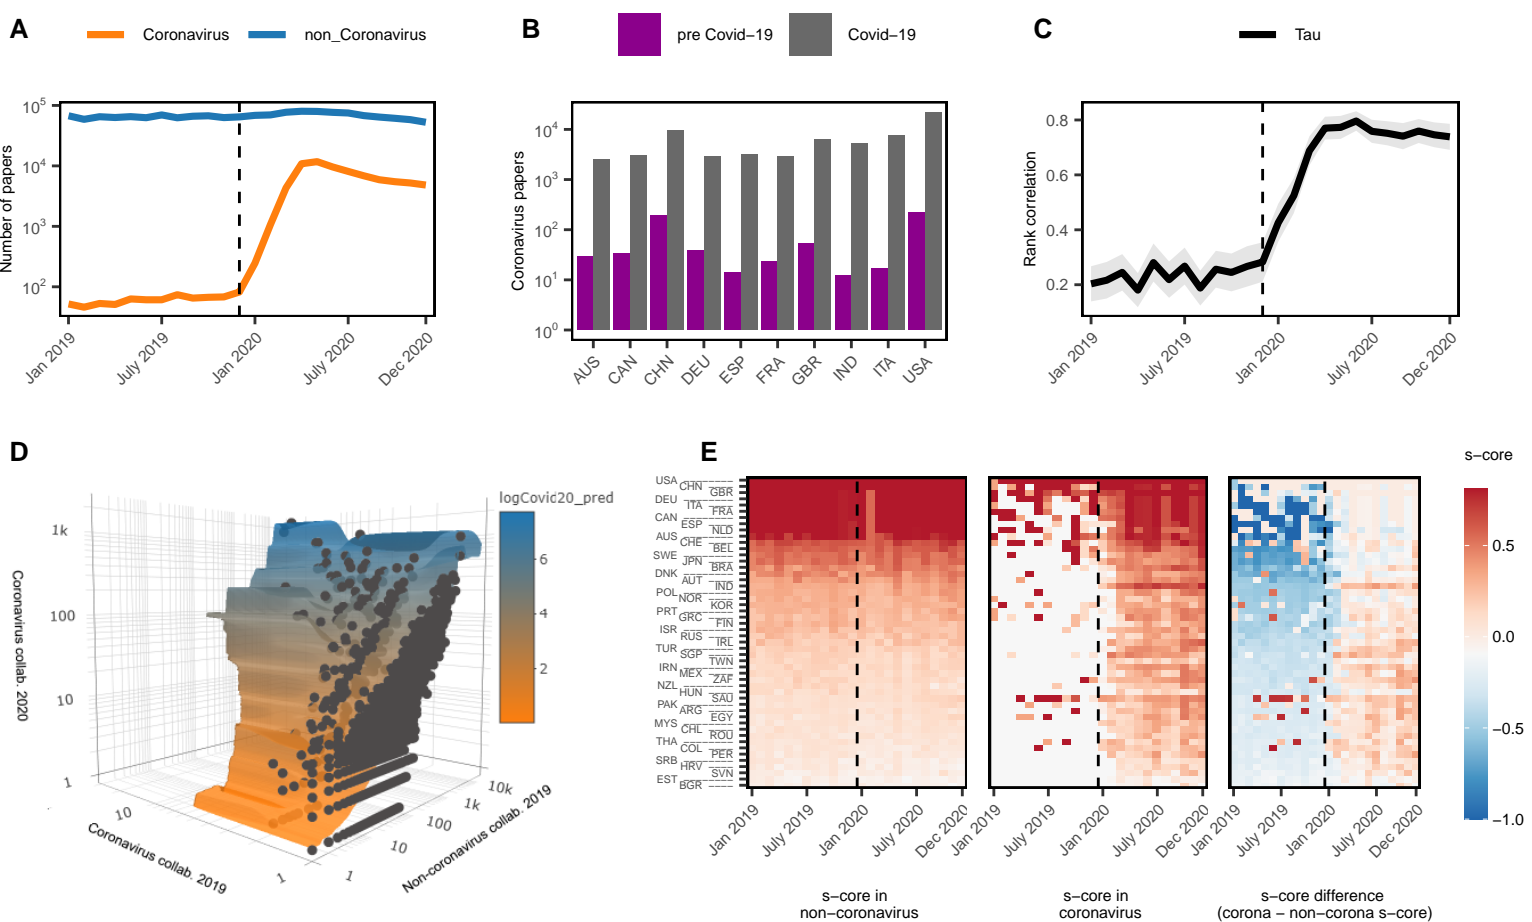 A
Coronavirus
non_Coronavirus
Number of papers
10^5
10^4
10^3
10^2
Jan 2019
July 2019
Jan 2020
July 2020
Dec 2020
B
pre Covid−19
Covid−19
Coronavirus papers
10^4
10^3
10^2
10^1
10^0
AUS
CAN
CHN
DEU
ESP
FRA
GBR
IND
ITA
USA
C
Tau
Rank correlation
0.8
0.6
0.4
0.2
Jan 2019
July 2019
Jan 2020
July 2020
Dec 2020
D
logCovid20_pred
6
4
2
Coronavirus collab. 2020
1k
100
10
1
10
1
Coronavirus collab. 2019
1
10
100
1k
10k
Non-coronavirus collab. 2019
E
USA
CHN
GBR
DEU
ITA
FRA
CAN
ESP
NLD
AUS
CHE
BEL
SWE
JPN
BRA
DNK
AUT
IND
POL
NOR
KOR
PRT
GRC
FIN
ISR
RUS
IRL
TUR
SGP
TWN
IRN
MEX
ZAF
NZL
HUN
SAU
PAK
ARG
EGY
MYS
CHL
ROU
THA
COL
PER
SRB
HRV
SVN
EST
BGR
Jan 2019
July 2019
Jan 2020
July 2020
Dec 2020
s−core in
non−coronavirus
Jan 2019
July 2019
Jan 2020
July 2020
Dec 2020
s−core in
coronavirus
Jan 2019
July 2019
Jan 2020
July 2020
Dec 2020
s−core difference
(corona − non−corona s−core)
s−core
0.5
0.0
−0.5
−1.0